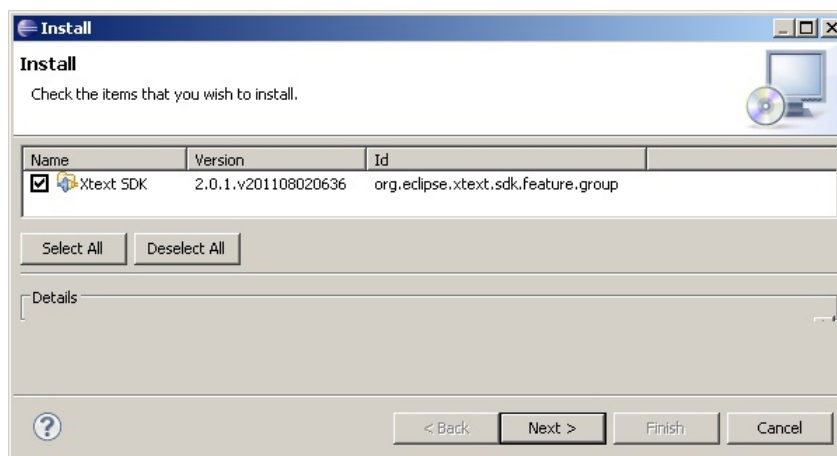 Install
Install
Check the items that you wish to install.
Name Version Id
Xtext SDK 2.0.1.v201108020636 org.eclipse.xtext.sdk.feature.group
Select All Deselect All
Details
? < Back Next > Finish Cancel